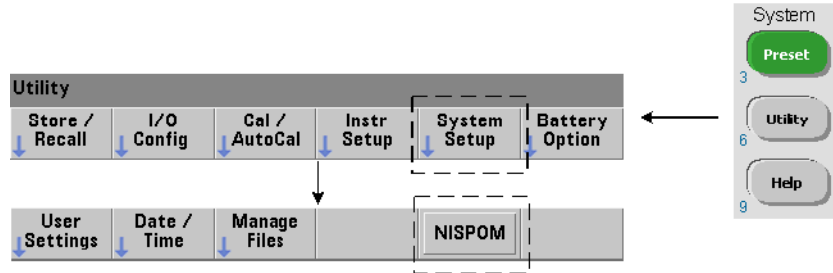 System
Preset
3
Utility
6
Help
9
Utility
Store / Recall
I/O Config
Cal / AutoCal
Instr Setup
System Setup
Battery Option
User Settings
Date / Time
Manage Files
NISPOM